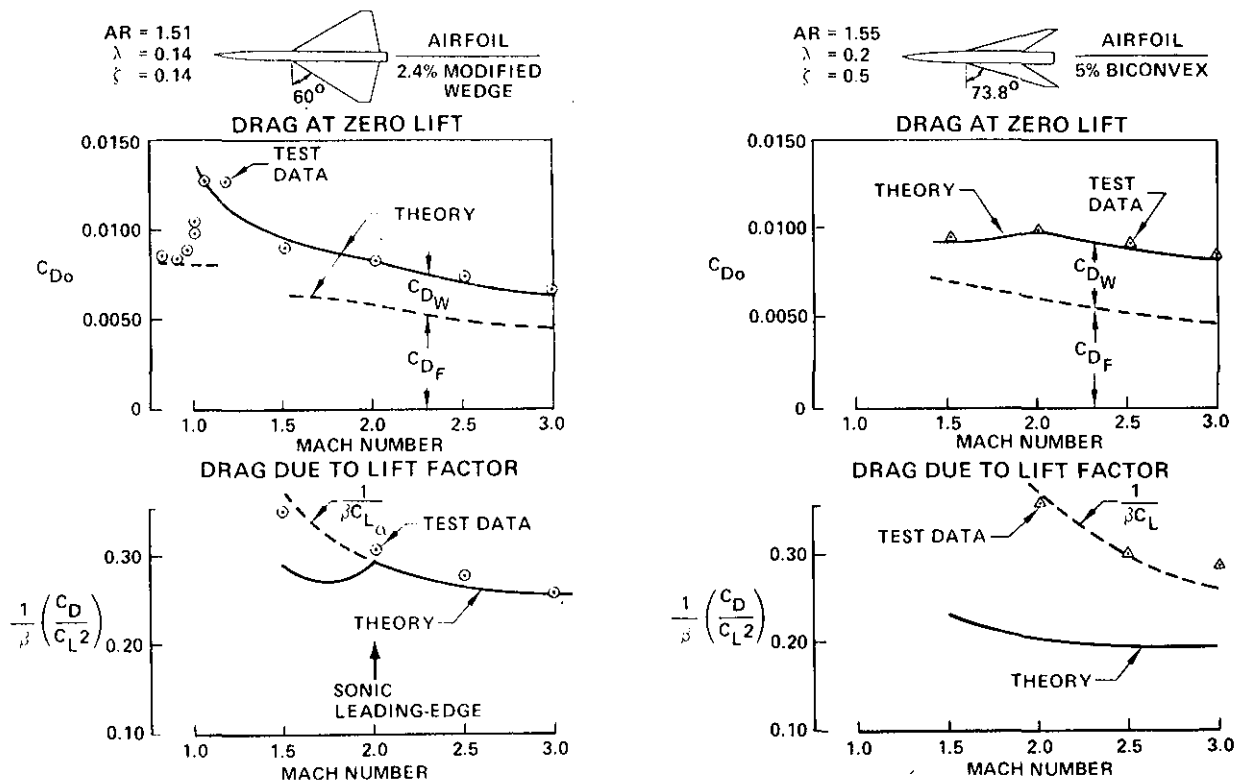 AR = 1.51
λ = 0.14
ζ = 0.14
60°
AIRFOIL
2.4% MODIFIED
WEDGE
DRAG AT ZERO LIFT
0.0150
0.0100
0.0050
0
C_Do
TEST
DATA
THEORY
C_DW
C_DF
1.0 1.5 2.0 2.5 3.0
MACH NUMBER
DRAG DUE TO LIFT FACTOR
0.30
0.20
0.10
1/β (C_D/C_L2)
1/βC_Lα
TEST DATA
THEORY
SONIC
LEADING-EDGE
1.0 1.5 2.0 2.5 3.0
MACH NUMBER
AR = 1.55
λ = 0.2
ζ = 0.5
73.8°
AIRFOIL
5% BICONVEX
DRAG AT ZERO LIFT
0.0150
0.0100
0.0050
0
C_Do
THEORY
TEST
DATA
C_DW
C_DF
1.0 1.5 2.0 2.5 3.0
MACH NUMBER
DRAG DUE TO LIFT FACTOR
0.30
0.20
0.10
1/β (C_D/C_L2)
1/βC_L
TEST DATA
THEORY
1.0 1.5 2.0 2.5 3.0
MACH NUMBER